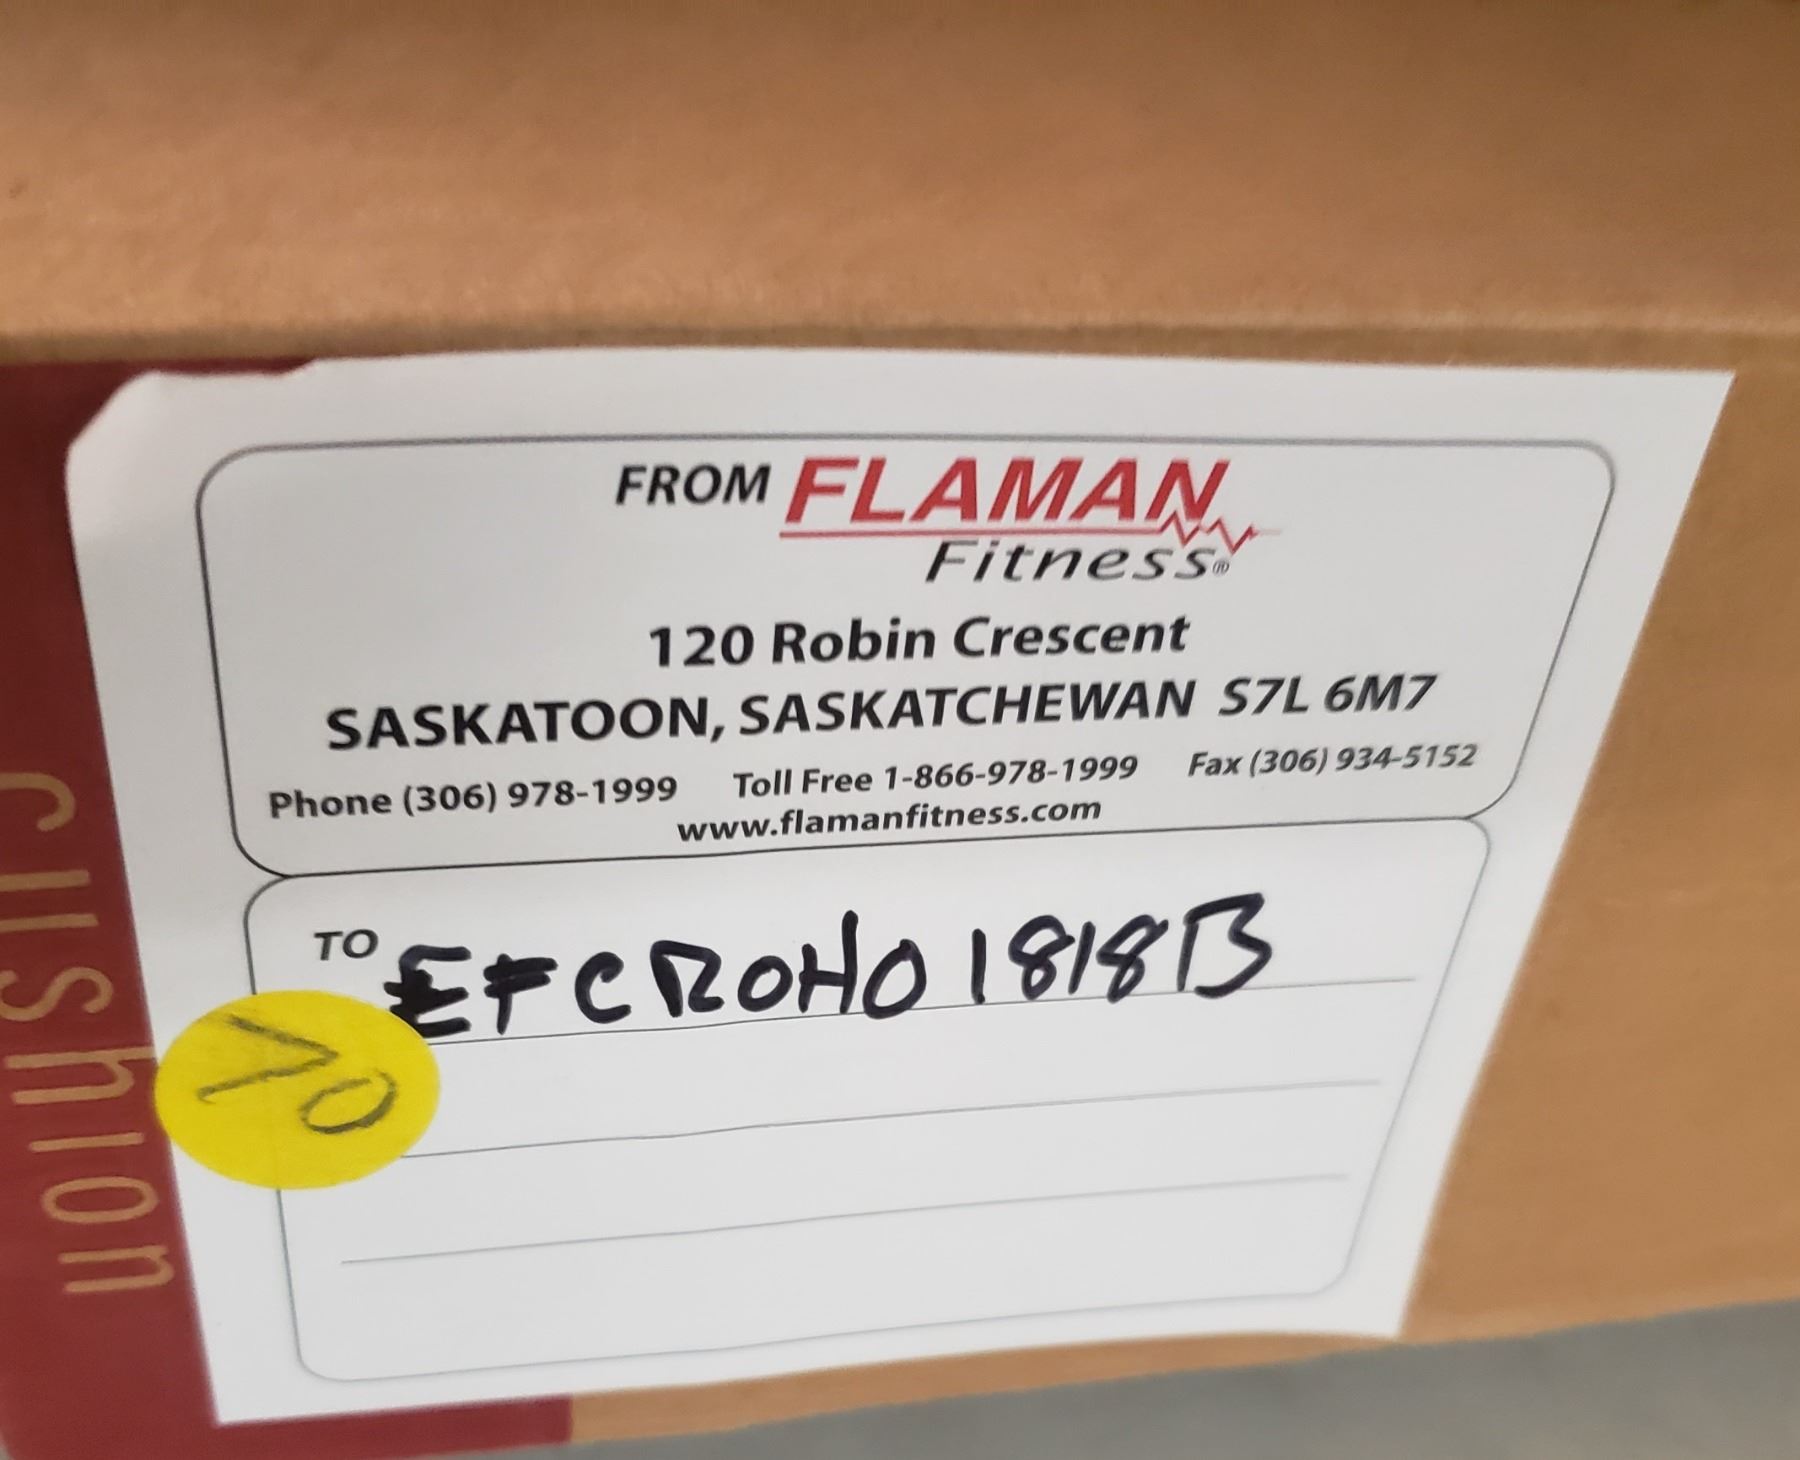 FROM FLAMAN
Fitness®
120 Robin Crescent
SASKATOON, SASKATCHEWAN S7L 6M7
Phone (306) 978-1999 Toll Free 1-866-978-1999 Fax (306) 934-5152
www.flamanfitness.com
TO EFCROHO1818B
70
cushion